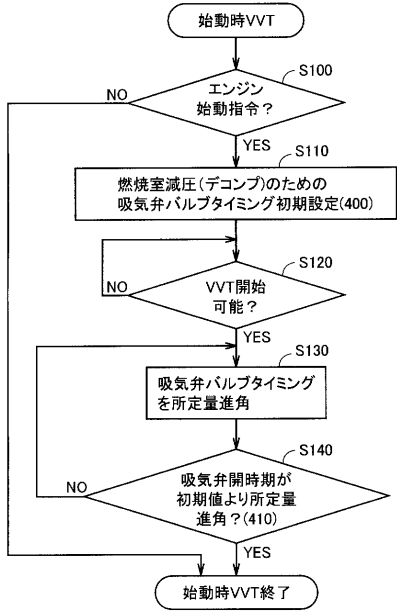 始動時VVT
S100
エンジン
始動指令？
NO
YES
S110
燃焼室減圧(デコンプ)のための
吸気弁バルブタイミング初期設定(400)
S120
VVT開始
可能？
NO
YES
S130
吸気弁バルブタイミング
を所定量進角
S140
吸気弁開時期が
初期値より所定量
進角？(410)
NO
YES
始動時VVT終了